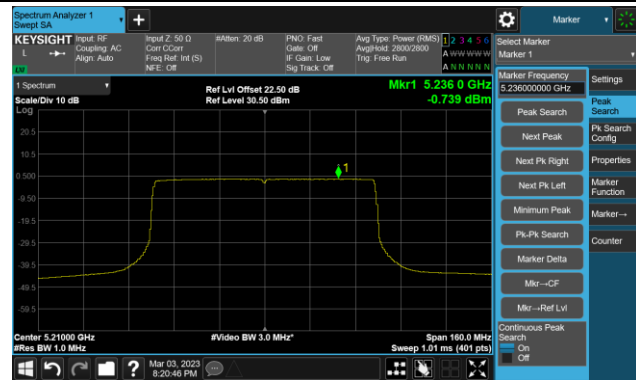 Spectrum Analyzer 1
Swept SA
Marker
KEYSIGHT
L
Input: RF
Coupling: AC
Align: Auto
Input Z: 50 Ω
Corr CCorr
Freq Ref: Int (S)
NFE: Off
#Atten: 20 dB
PNO: Fast
Gate: Off
IF Gain: Low
Sig Track: Off
Avg Type: Power (RMS)
Avg|Hold: 2800/2800
Trig: Free Run
1 2 3 4 5 6
A W W W W W
A N N N N N
Select Marker
Marker 1
1 Spectrum
Scale/Div 10 dB
Log
Ref Lvl Offset 22.50 dB
Ref Level 30.50 dBm
Mkr1 5.236 0 GHz
-0.739 dBm
20.5
10.5
0.500
-9.50
-19.5
-29.5
-39.5
-49.5
-59.5
1
Center 5.21000 GHz
#Res BW 1.0 MHz
#Video BW 3.0 MHz*
Span 160.0 MHz
Sweep 1.01 ms (401 pts)
Marker Frequency
5.236000000 GHz
Peak Search
Next Peak
Next Pk Right
Next Pk Left
Minimum Peak
Pk-Pk Search
Marker Delta
Mkr→CF
Mkr→Ref Lvl
Continuous Peak
Search
On
Off
Settings
Peak
Search
Pk Search
Config
Properties
Marker
Function
Marker→
Counter
?
Mar 03, 2023
8:20:46 PM